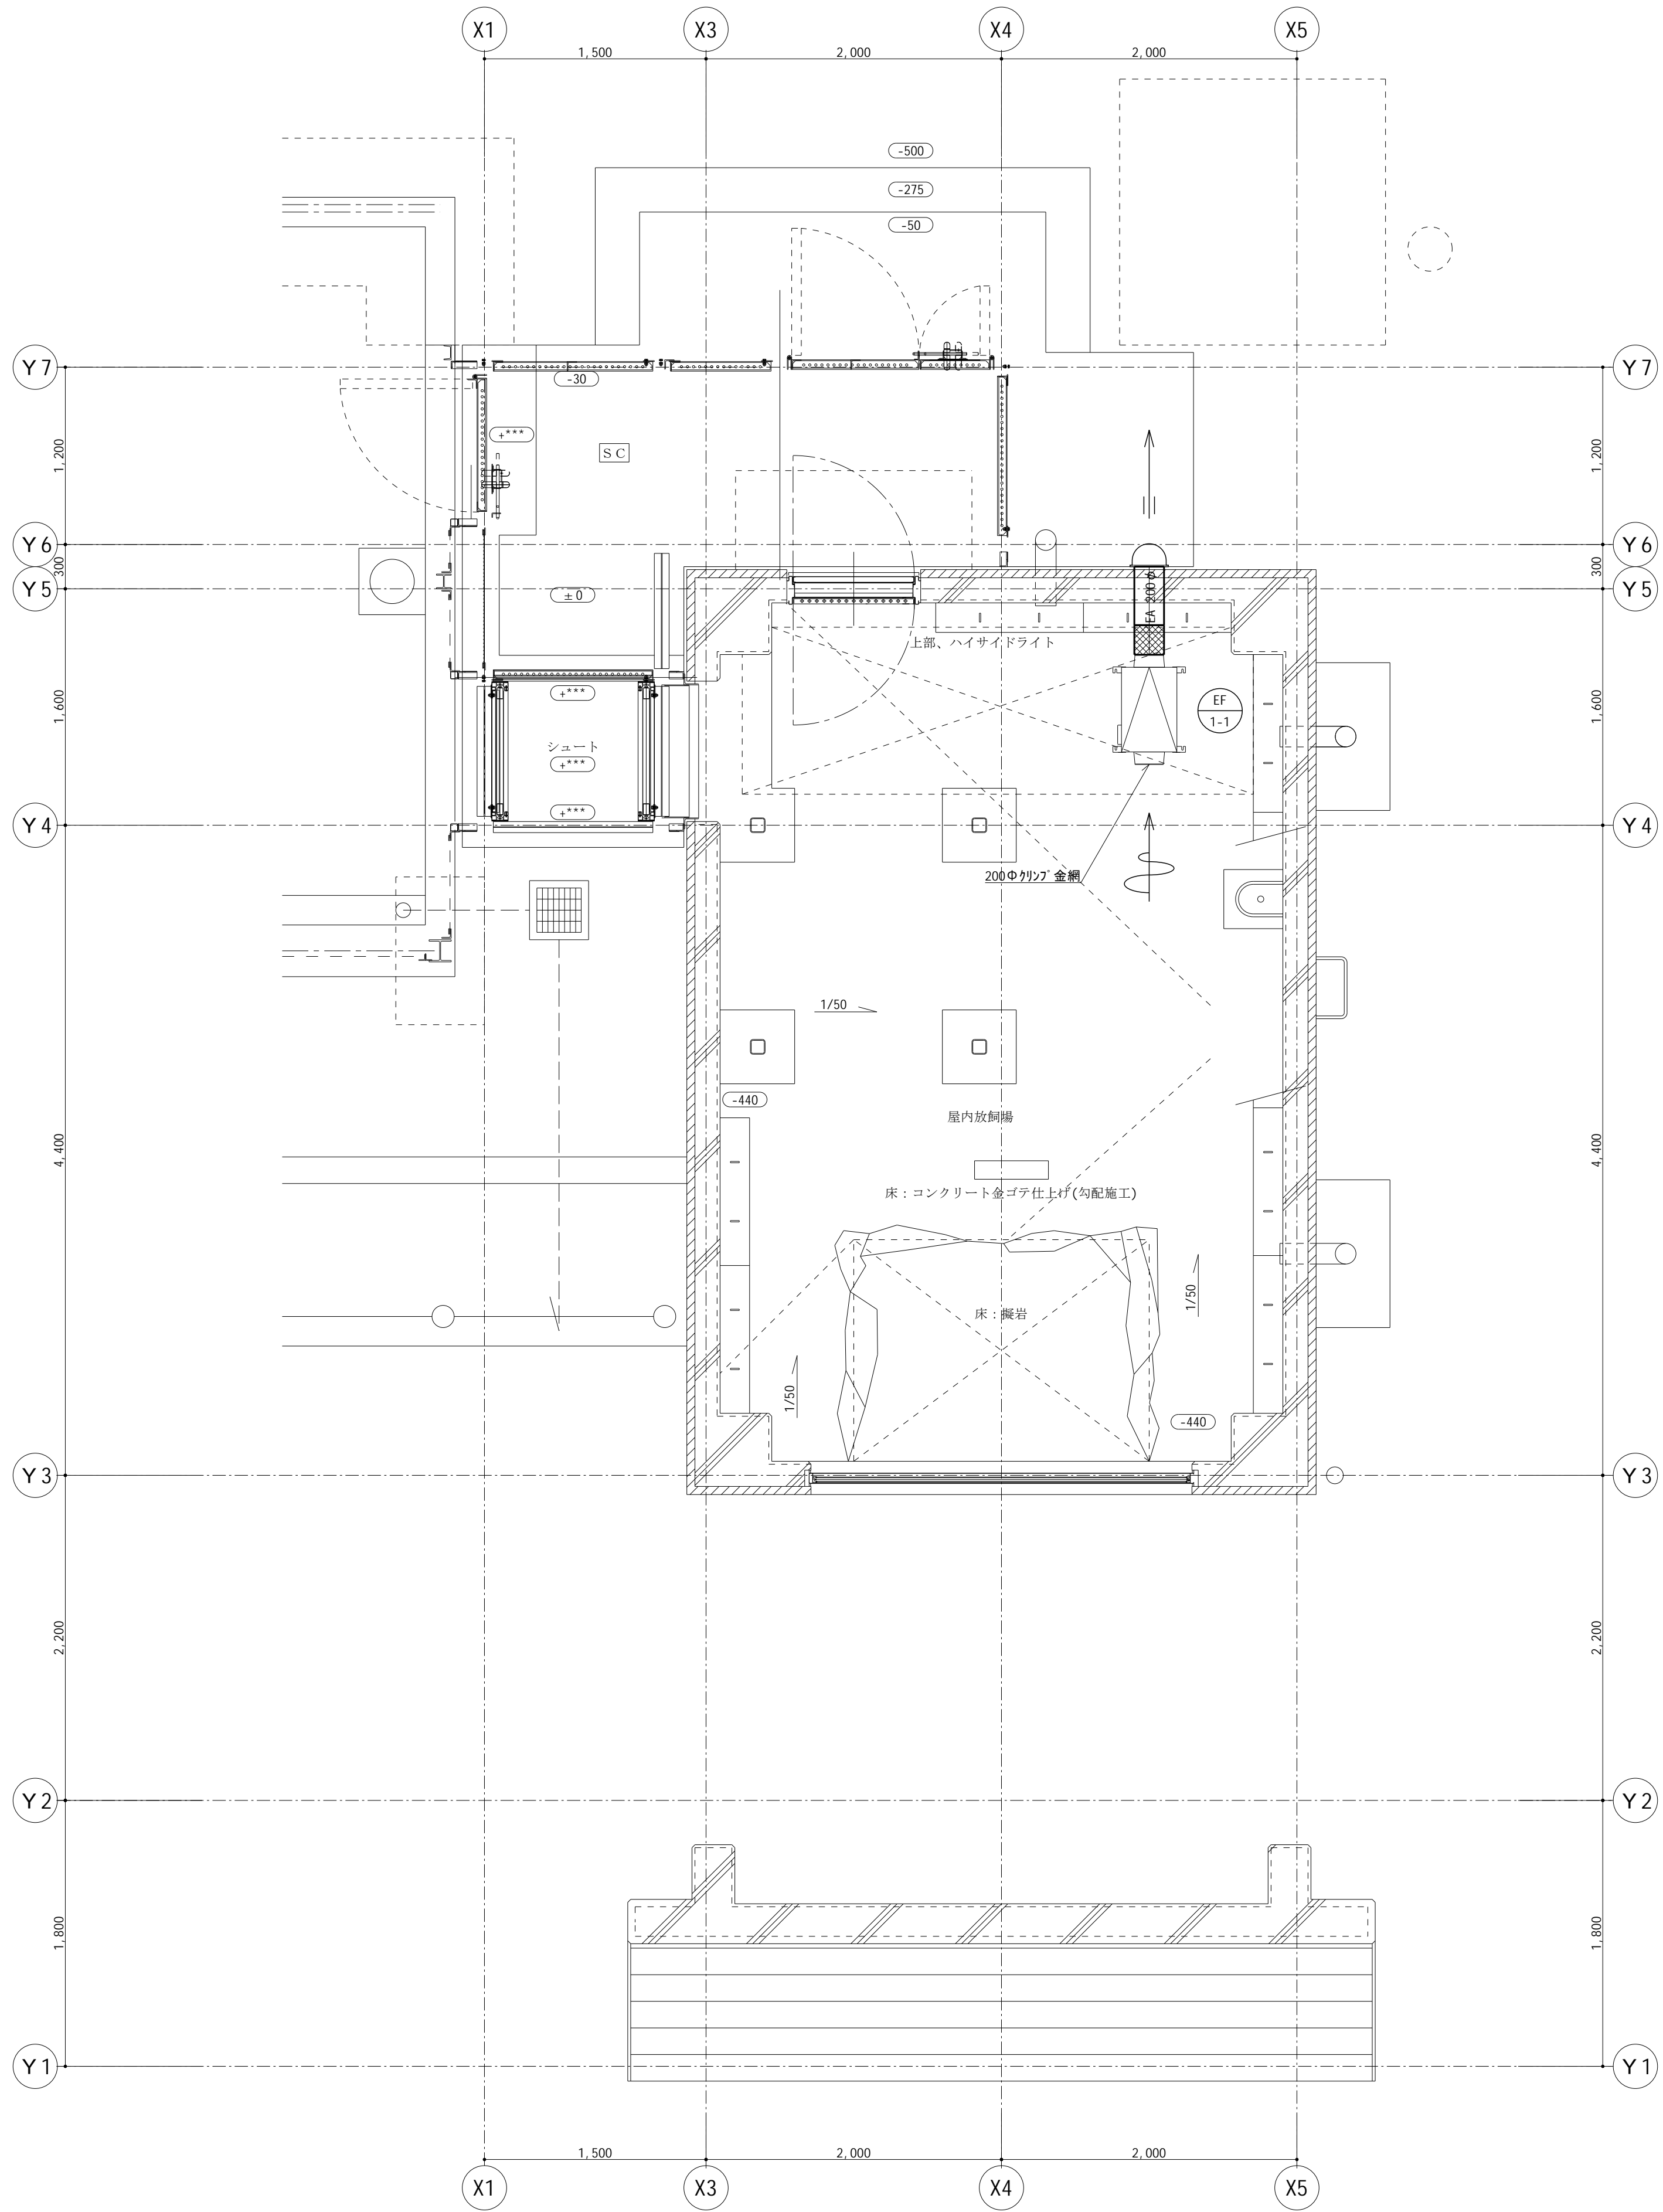 X1 X3 X4 X5
1,500 2,000 2,000
-500
-275
-50
Y7 Y7
-30
+***
1,200 SC 1,200
Y6 Y6
300 300
Y5 ±0 EA 200φ Y5
上部、ハイサイドライト
+***
1,600 EF 1,600
1-1
シュート
+***
+***
Y4 Y4
200Φクリンプ金網
1/50
-440
屋内放飼場
4,400 4,400
床：コンクリート金ゴテ仕上げ(勾配施工)
1/50
床：擬岩
1/50
-440
Y3 Y3
2,200 2,200
Y2 Y2
1,800 1,800
Y1 Y1
1,500 2,000 2,000
X1 X3 X4 X5